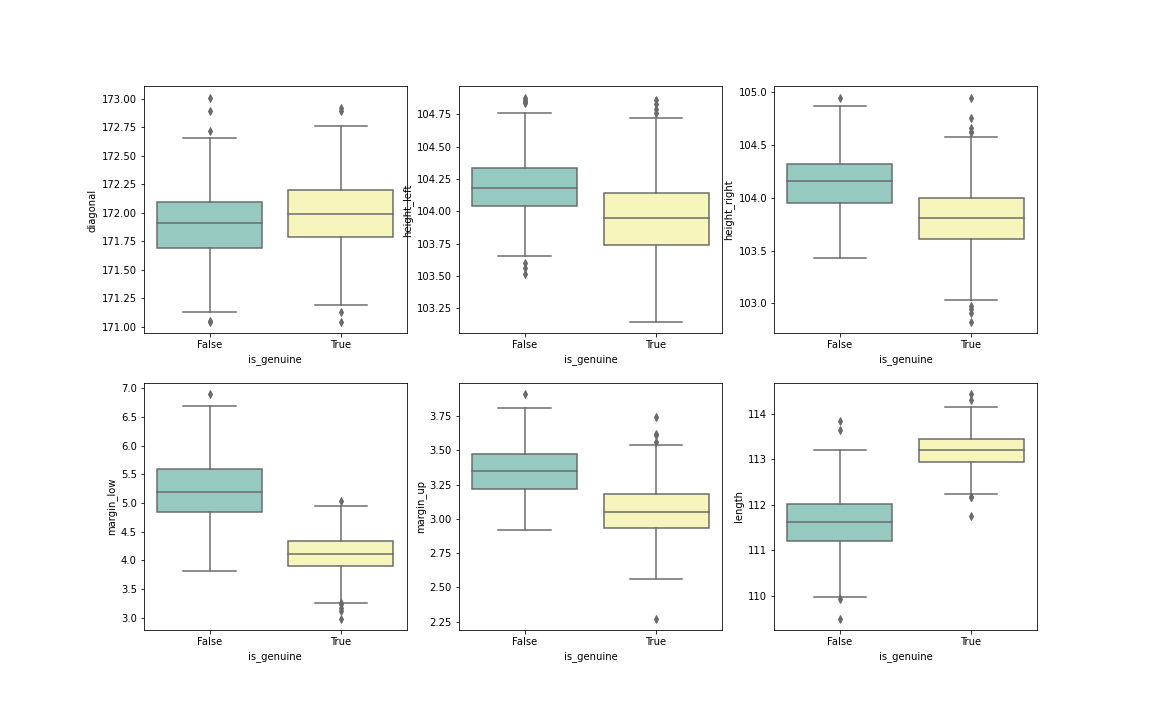 diagonal
173.00
172.75
172.50
172.25
172.00
171.75
171.50
171.25
171.00
False True
is_genuine
height_left
104.75
104.50
104.25
104.00
103.75
103.50
103.25
False True
is_genuine
height_right
105.0
104.5
104.0
103.5
103.0
False True
is_genuine
margin_low
7.0
6.5
6.0
5.5
5.0
4.5
4.0
3.5
3.0
False True
is_genuine
margin_up
3.75
3.50
3.25
3.00
2.75
2.50
2.25
False True
is_genuine
length
114
113
112
111
110
False True
is_genuine